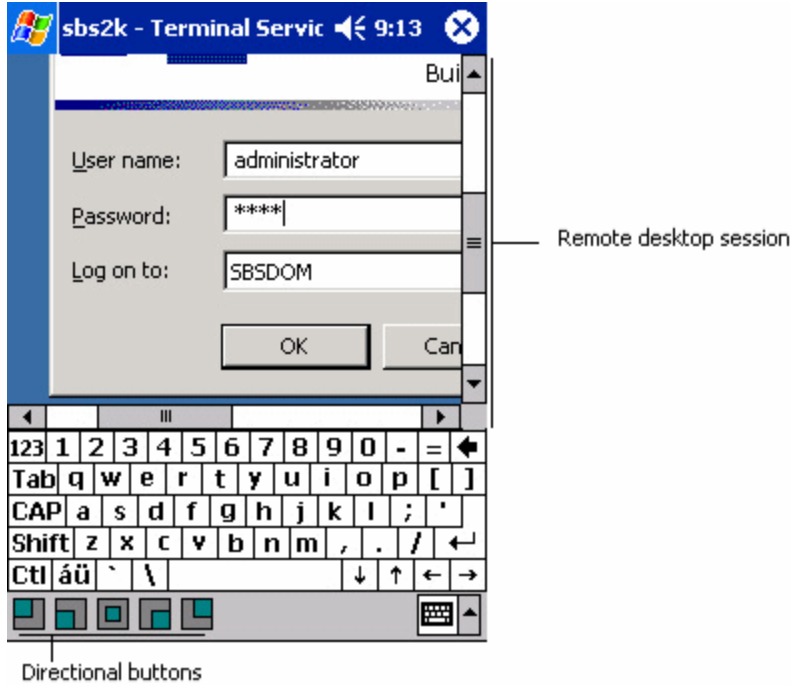 sbs2k - Terminal Servic 9:13
Bui
User name: administrator
Password: ****
Log on to: SBSDOM
OK Can
Remote desktop session
123 1 2 3 4 5 6 7 8 9 0 - =
Tab q w e r t y u i o p [ ]
CAP a s d f g h j k l ; '
Shift z x c v b n m , . /
Ctl áü ` \ ↓ ↑ ← →
Directional buttons